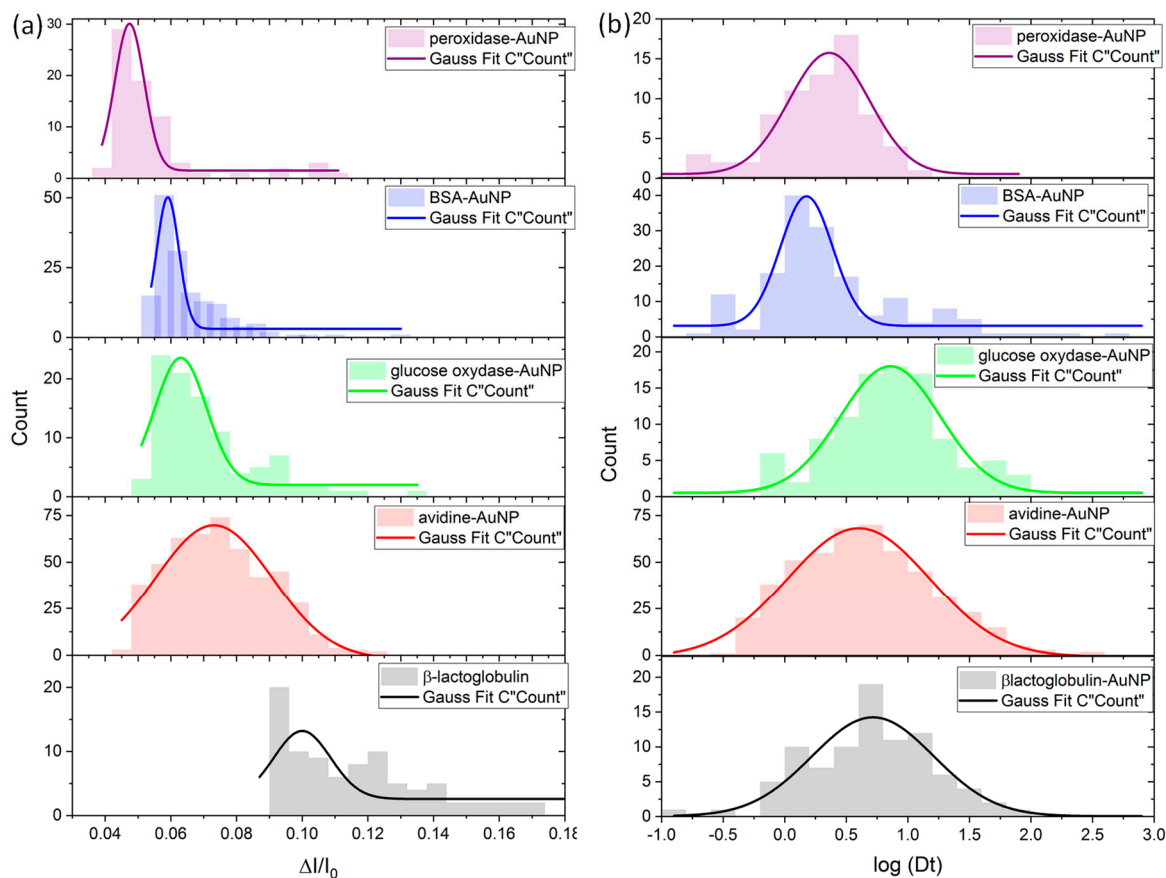 (a)
30
20
10
0
peroxidase-AuNP
Gauss Fit C"Count"
50
25
0
BSA-AuNP
Gauss Fit C"Count"
20
10
0
glucose oxydase-AuNP
Gauss Fit C"Count"
75
50
25
0
avidine-AuNP
Gauss Fit C"Count"
20
10
0
β-lactoglobulin
Gauss Fit C"Count"
Count
0.04 0.06 0.08 0.10 0.12 0.14 0.16 0.18
ΔI/I0
(b)
20
15
10
5
0
peroxidase-AuNP
Gauss Fit C"Count"
40
30
20
10
0
BSA-AuNP
Gauss Fit C"Count"
20
15
10
5
0
glucose oxydase-AuNP
Gauss Fit C"Count"
75
50
25
0
avidine-AuNP
Gauss Fit C"Count"
20
15
10
5
0
βlactoglobulin-AuNP
Gauss Fit C"Count"
Count
-1.0 -0.5 0.0 0.5 1.0 1.5 2.0 2.5 3.0
log (Dt)